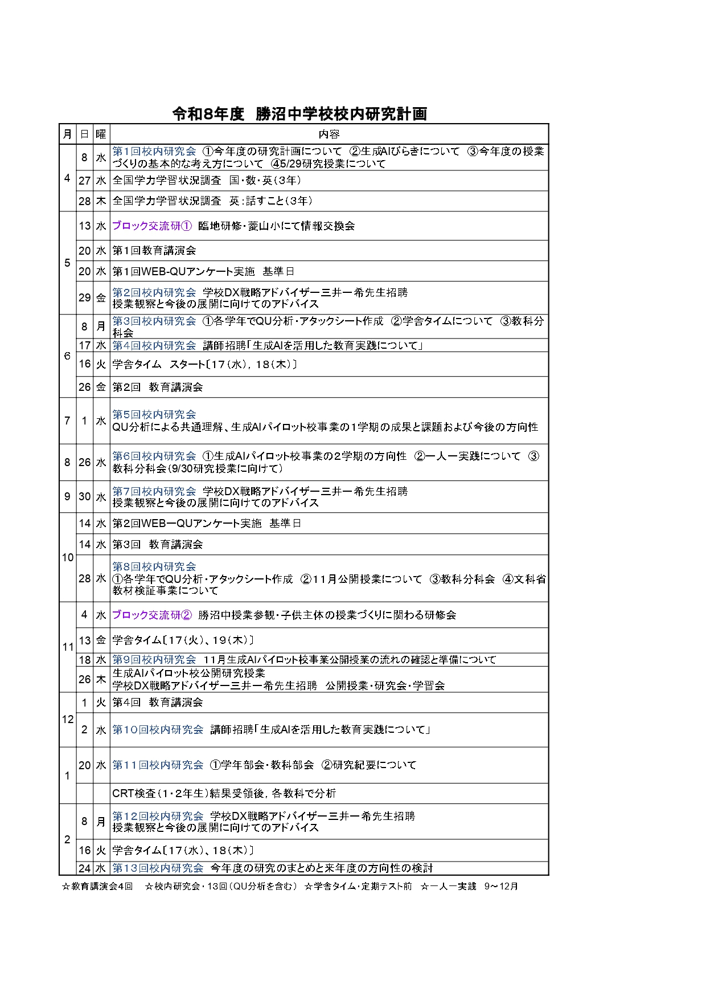 令和８年度　勝沼中学校校内研究計画
月 日 曜 内容
4
8 水 第１回校内研究会　①今年度の研究計画について　②生成AIびらきについて　③今年度の授業
づくりの基本的な考え方について　④5/29研究授業について
27 水 全国学力学習状況調査　国・数・英（３年）
28 木 全国学力学習状況調査　英：話すこと（３年）
5
13 水 ブロック交流研①　臨地研修・菱山小にて情報交換会
20 水 第１回教育講演会
20 水 第１回WEB-QUアンケート実施　基準日
29 金 第２回校内研究会　学校DX戦略アドバイザー三井一希先生招聘
授業観察と今後の展開に向けてのアドバイス
6
8 月 第３回校内研究会　①各学年でQU分析・アタックシート作成　②学舎タイムについて　③教科分
科会
17 水 第４回校内研究会　講師招聘「生成AIを活用した教育実践について」
16 火 学舎タイム　スタート〔１７（水），１８（木）〕
26 金 第２回　教育講演会
7 1 水 第５回校内研究会
QU分析による共通理解、生成AIパイロット校事業の１学期の成果と課題および今後の方向性
8 26 水 第６回校内研究会　①生成AIパイロット校事業の２学期の方向性　②一人一実践について　③
教科分科会（9/30研究授業に向けて）
9 30 水 第７回校内研究会　学校DX戦略アドバイザー三井一希先生招聘
授業観察と今後の展開に向けてのアドバイス
10
14 水 第２回WEB－QUアンケート実施　基準日
14 水 第３回　教育講演会
28 水 第８回校内研究会
①各学年でQU分析・アタックシート作成　②１１月公開授業について　③教科分科会　④文科省
教材検証事業について
11
4 水 ブロック交流研②　勝沼中授業参観・子供主体の授業づくりに関わる研修会
13 金 学舎タイム〔１７（火）、１９（木）〕
18 水 第９回校内研究会　１１月生成AIパイロット校事業公開授業の流れの確認と準備について
26 木 生成AIパイロット校公開研究授業
学校DX戦略アドバイザー三井一希先生招聘　公開授業・研究会・学習会
12
1 火 第４回　教育講演会
2 水 第１０回校内研究会　講師招聘「生成AIを活用した教育実践について」
1
20 水 第１１回校内研究会　①学年部会・教科部会　②研究紀要について
CRT検査（１・２年生）結果受領後，各教科で分析
2
8 月 第１２回校内研究会　学校DX戦略アドバイザー三井一希先生招聘
授業観察と今後の展開に向けてのアドバイス
16 火 学舎タイム〔１７（水）、１８（木）〕
24 水 第１３回校内研究会　今年度の研究のまとめと来年度の方向性の検討
☆教育講演会４回　☆校内研究会・１３回（QU分析を含む）　☆学舎タイム・定期テスト前　☆一人一実践　9～12月